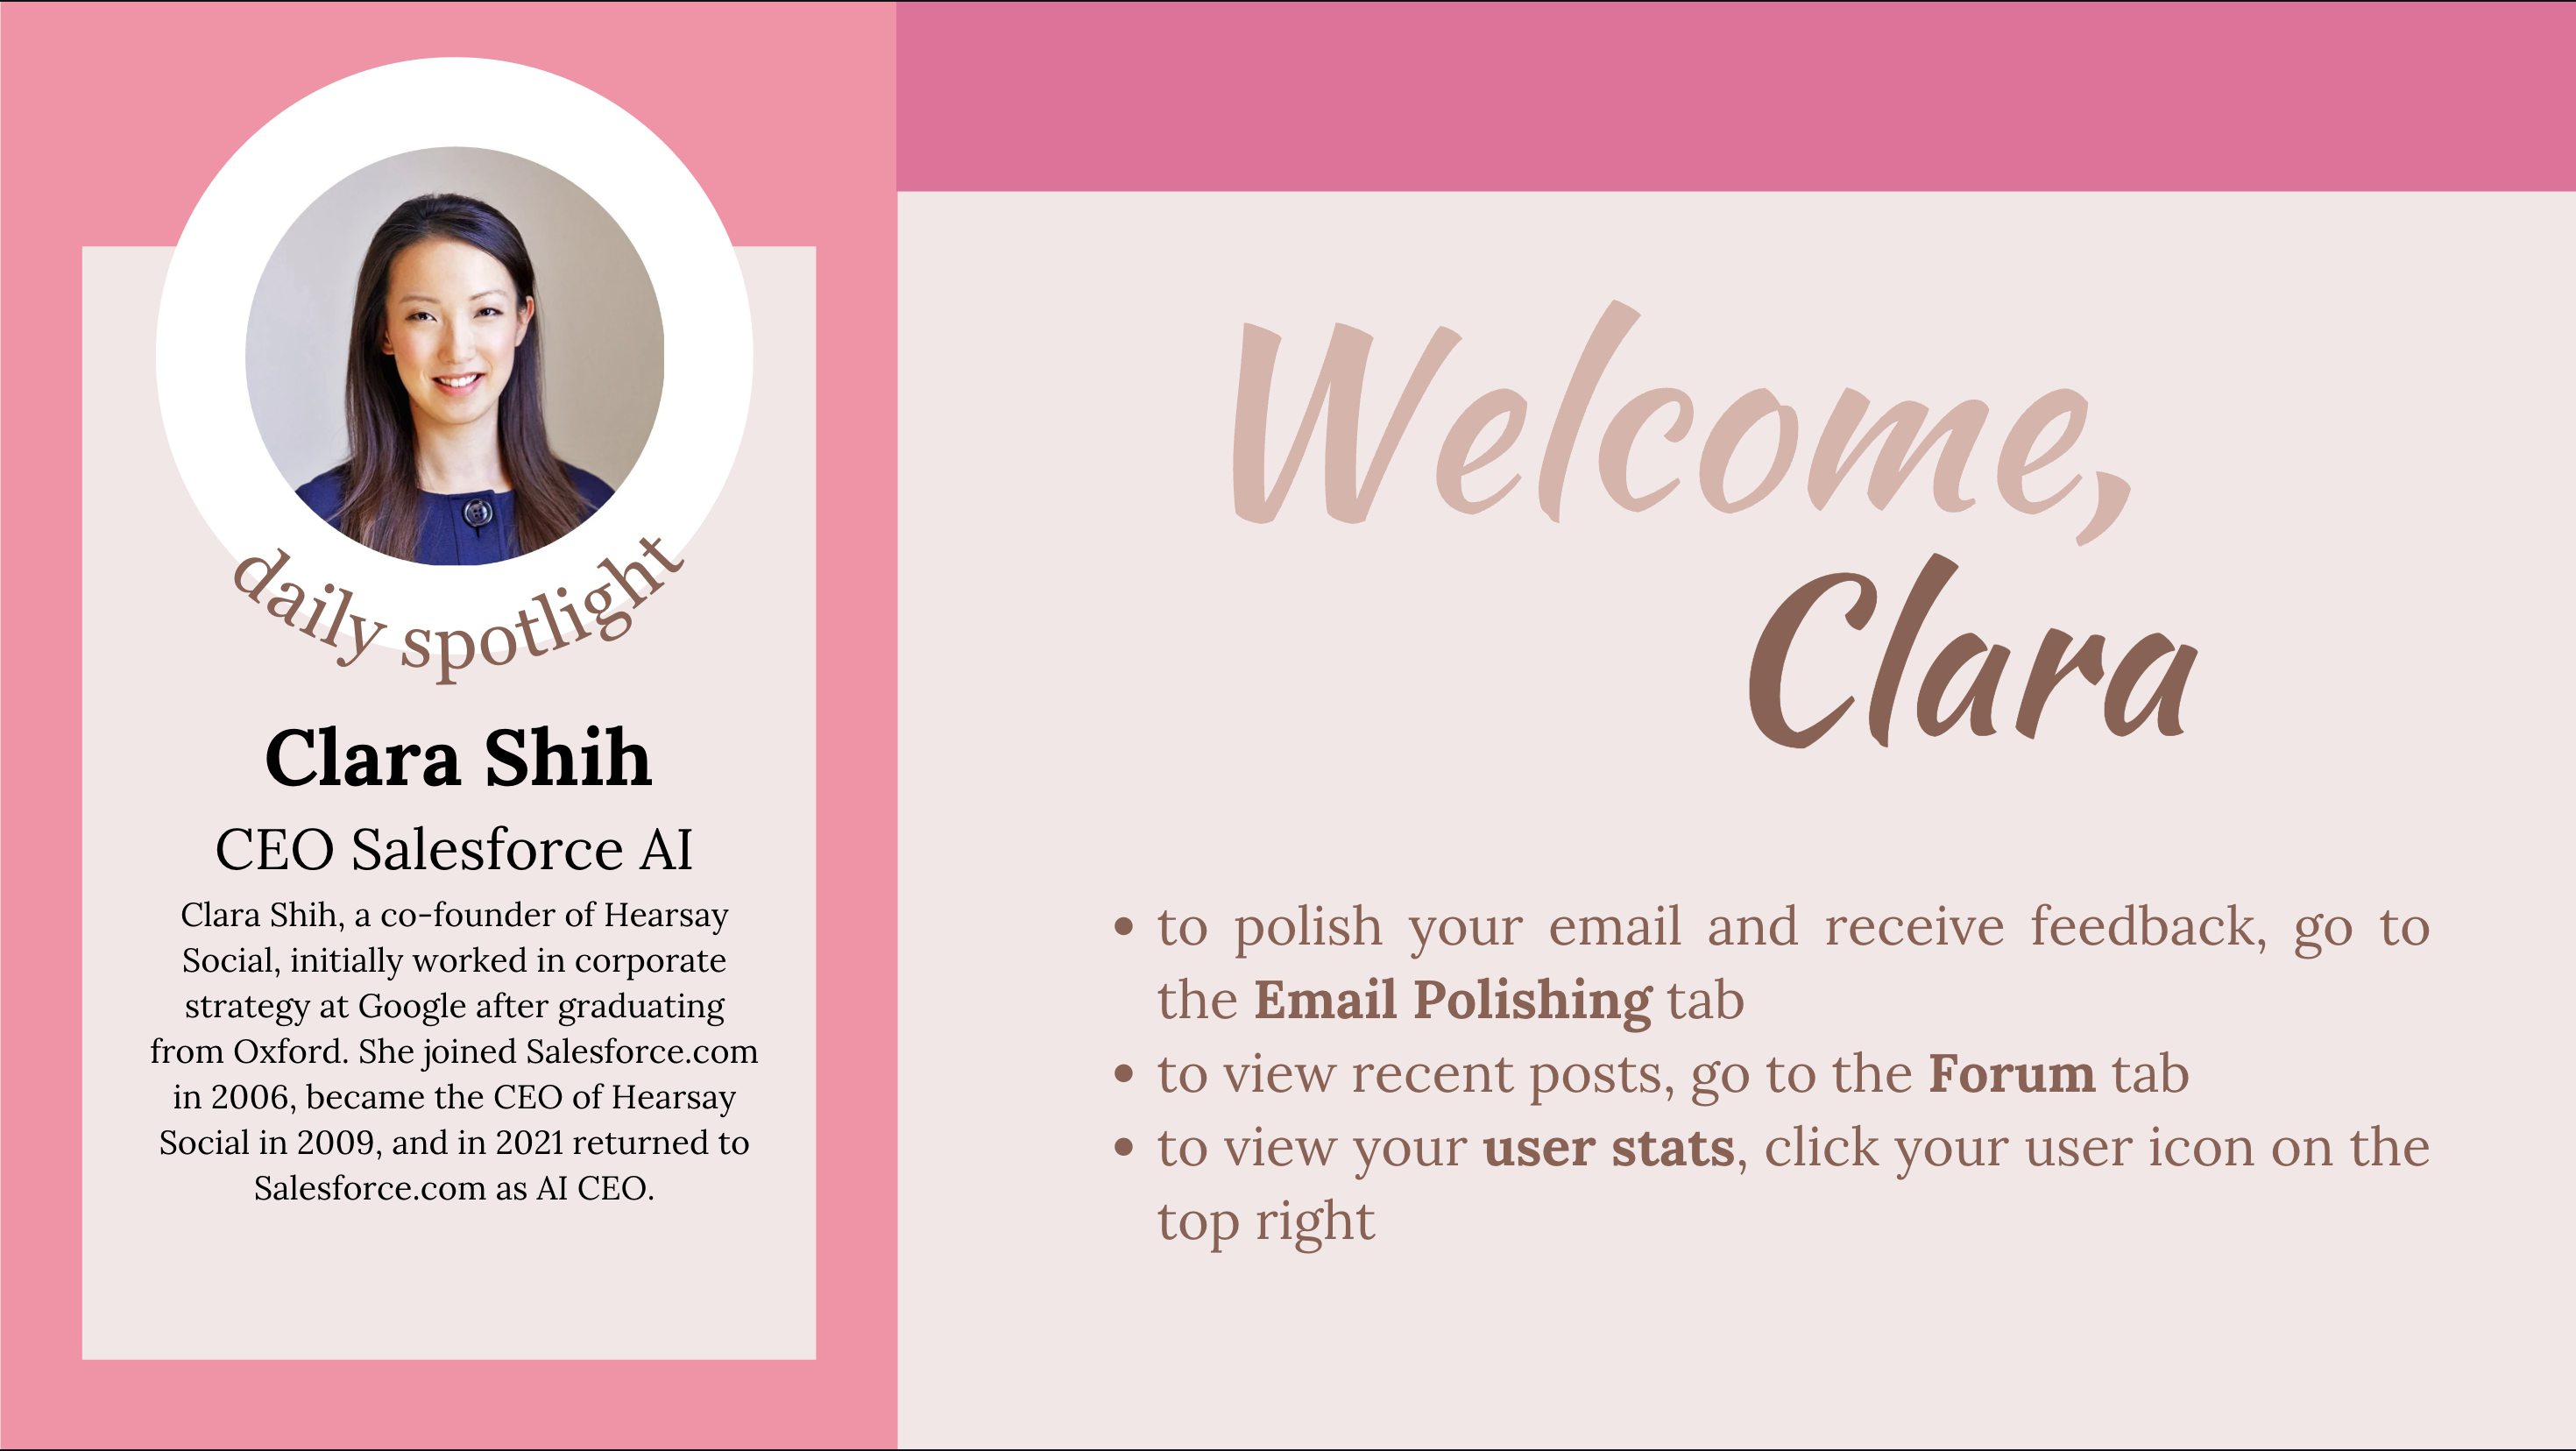 daily spotlight
Clara Shih
CEO Salesforce AI
Clara Shih, a co-founder of Hearsay
Social, initially worked in corporate
strategy at Google after graduating
from Oxford. She joined Salesforce.com
in 2006, became the CEO of Hearsay
Social in 2009, and in 2021 returned to
Salesforce.com as AI CEO.
Welcome,
Clara
• to polish your email and receive feedback, go to
the Email Polishing tab
• to view recent posts, go to the Forum tab
• to view your user stats, click your user icon on the
top right